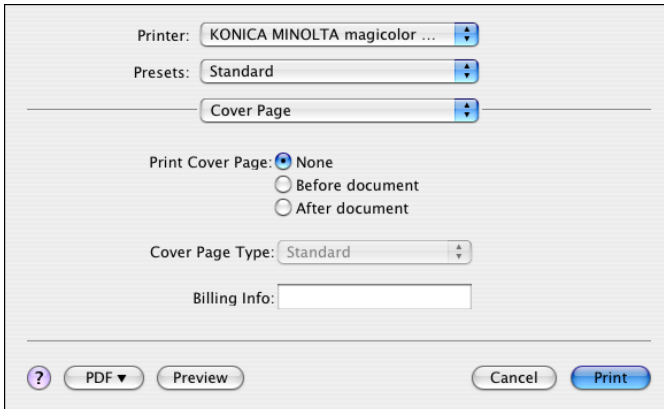 Printer: KONICA MINOLTA magicolor ...
Presets: Standard
Cover Page
Print Cover Page: None
Before document
After document
Cover Page Type: Standard
Billing Info:
? PDF ▼ Preview Cancel Print